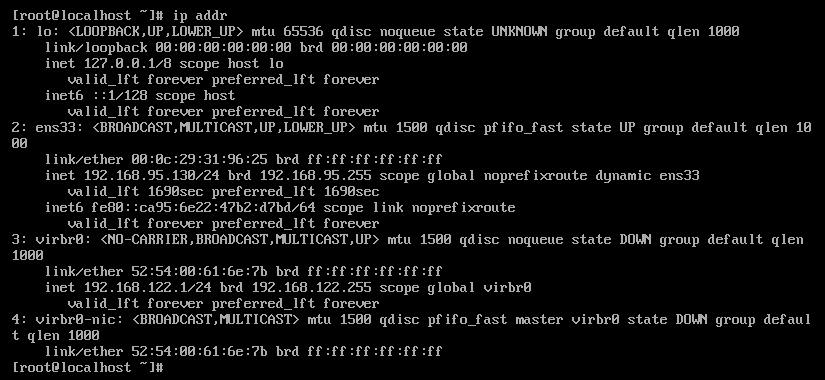 [root@localhost ~]# ip addr
1: lo: <LOOPBACK,UP,LOWER_UP> mtu 65536 qdisc noqueue state UNKNOWN group default qlen 1000
    link/loopback 00:00:00:00:00:00 brd 00:00:00:00:00:00
    inet 127.0.0.1/8 scope host lo
       valid_lft forever preferred_lft forever
    inet6 ::1/128 scope host
       valid_lft forever preferred_lft forever
2: ens33: <BROADCAST,MULTICAST,UP,LOWER_UP> mtu 1500 qdisc pfifo_fast state UP group default qlen 10
00
    link/ether 00:0c:29:31:96:25 brd ff:ff:ff:ff:ff:ff
    inet 192.168.95.130/24 brd 192.168.95.255 scope global noprefixroute dynamic ens33
       valid_lft 1690sec preferred_lft 1690sec
    inet6 fe80::ca95:6e22:47b2:d7bd/64 scope link noprefixroute
       valid_lft forever preferred_lft forever
3: virbr0: <NO-CARRIER,BROADCAST,MULTICAST,UP> mtu 1500 qdisc noqueue state DOWN group default qlen
1000
    link/ether 52:54:00:61:6e:7b brd ff:ff:ff:ff:ff:ff
    inet 192.168.122.1/24 brd 192.168.122.255 scope global virbr0
       valid_lft forever preferred_lft forever
4: virbr0-nic: <BROADCAST,MULTICAST> mtu 1500 qdisc pfifo_fast master virbr0 state DOWN group defaul
t qlen 1000
    link/ether 52:54:00:61:6e:7b brd ff:ff:ff:ff:ff:ff
[root@localhost ~]#